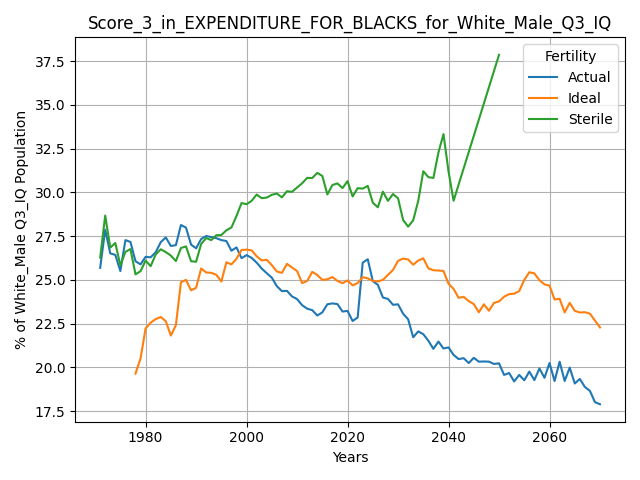 Score_3_in_EXPENDITURE_FOR_BLACKS_for_White_Male_Q3_IQ
Fertility
Actual
Ideal
Sterile
% of White_Male Q3_IQ Population
37.5
35.0
32.5
30.0
27.5
25.0
22.5
20.0
17.5
1980 2000 2020 2040 2060
Years